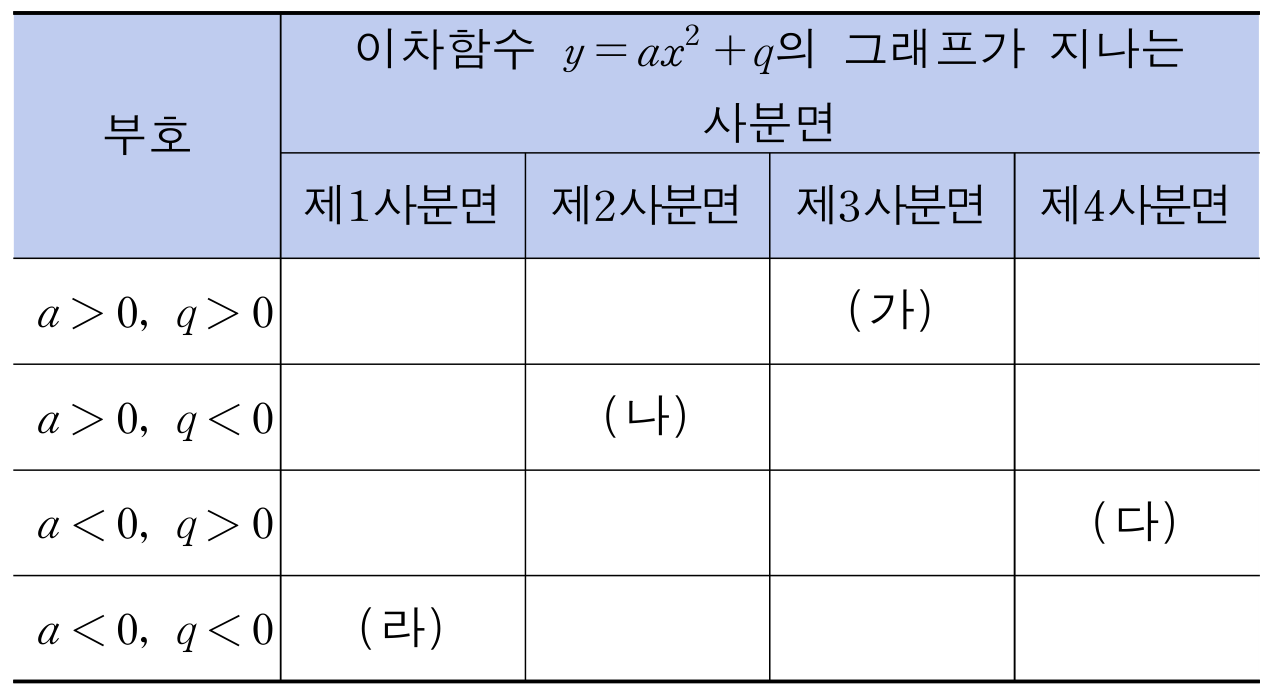 부호
이차함수 y=ax²+q의 그래프가 지나는
사분면
제1사분면 제2사분면 제3사분면 제4사분면
a>0, q>0 (가)
a>0, q<0 (나)
a<0, q>0 (다)
a<0, q<0 (라)